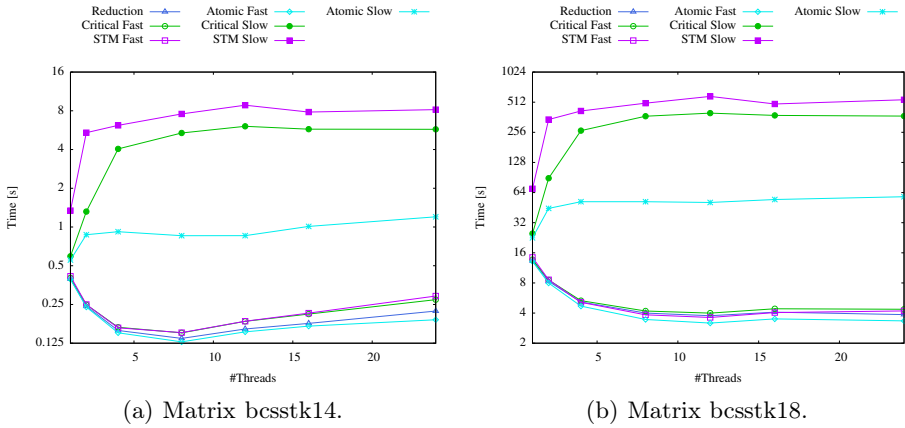 Reduction Atomic Fast Atomic Slow
Critical Fast Critical Slow
STM Fast STM Slow
16
8
4
2
1
0.5
0.25
0.125
Time [s]
5 10 15 20
#Threads
(a) Matrix bcsstk14.
Reduction Atomic Fast Atomic Slow
Critical Fast Critical Slow
STM Fast STM Slow
1024
512
256
128
64
32
16
8
4
2
Time [s]
5 10 15 20
#Threads
(b) Matrix bcsstk18.